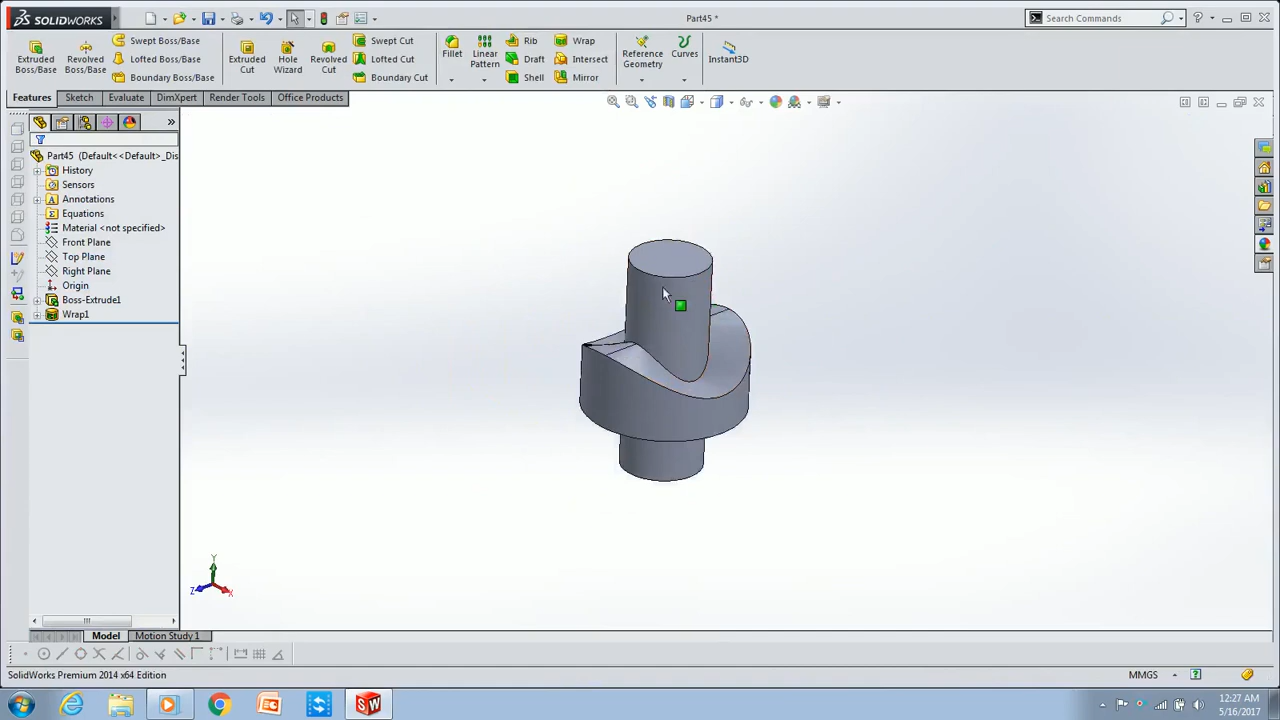 SOLIDWORKS
Part45 *
Search Commands
Extruded Boss/Base
Revolved Boss/Base
Swept Boss/Base
Lofted Boss/Base
Boundary Boss/Base
Extruded Cut
Hole Wizard
Revolved Cut
Swept Cut
Lofted Cut
Boundary Cut
Fillet
Linear Pattern
Rib
Draft
Shell
Wrap
Intersect
Mirror
Reference Geometry
Curves
Instant3D
Features
Sketch
Evaluate
DimXpert
Render Tools
Office Products
Part45 (Default<<Default>_Dis
History
Sensors
Annotations
Equations
Material <not specified>
Front Plane
Top Plane
Right Plane
Origin
Boss-Extrude1
Wrap1
Y
Z
X
Model
Motion Study 1
SolidWorks Premium 2014 x64 Edition
MMGS
12:27 AM
5/16/2017